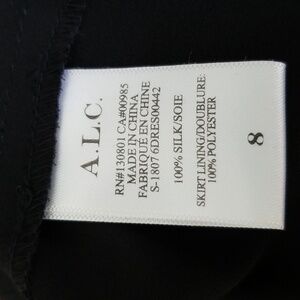 A.L.C.
RN#130801 CA#00985
MADE IN CHINA
FABRIQUÉ EN CHINE
S-1807 6DRES00442
100% SILK/SOIE
SKIRT LINING/DOUBLURE:
100% POLYESTER
8